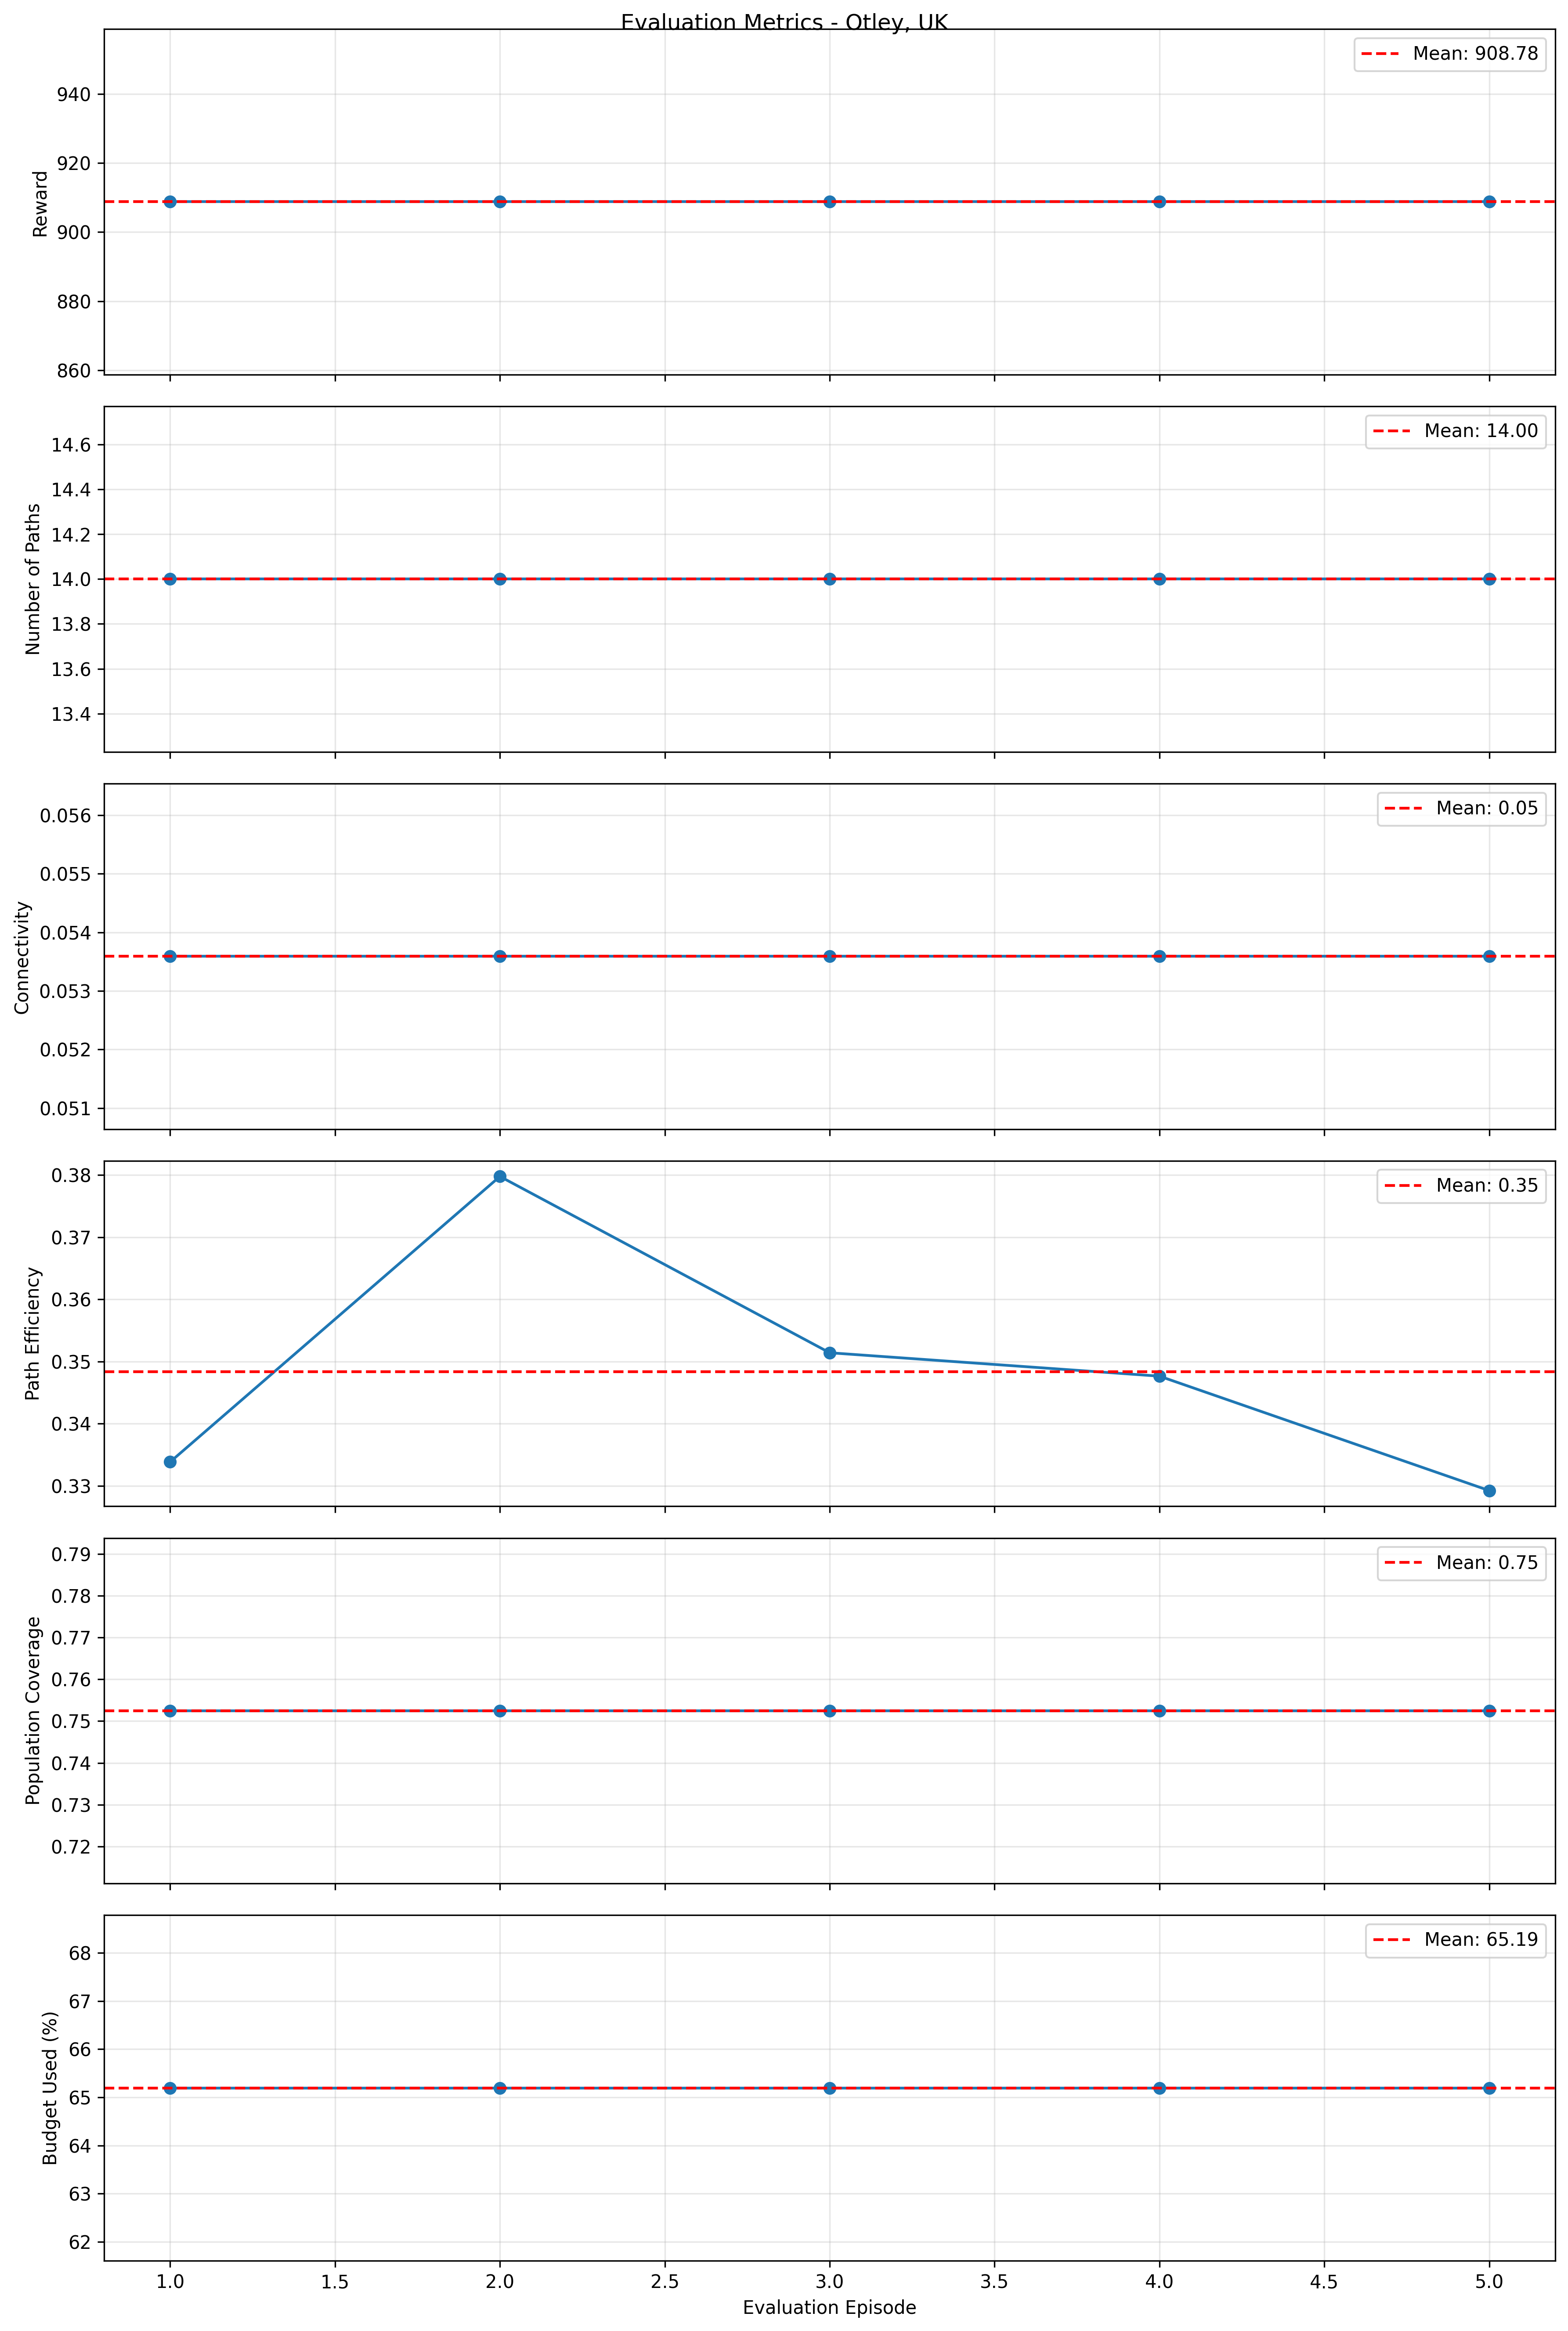 Evaluation Metrics - Otley, UK
Mean: 908.78
940
920
900
880
860
Reward
Mean: 14.00
14.6
14.4
14.2
14.0
13.8
13.6
13.4
Number of Paths
Mean: 0.05
0.056
0.055
0.054
0.053
0.052
0.051
Connectivity
Mean: 0.35
0.38
0.37
0.36
0.35
0.34
0.33
Path Efficiency
Mean: 0.75
0.79
0.78
0.77
0.76
0.75
0.74
0.73
0.72
Population Coverage
Mean: 65.19
68
67
66
65
64
63
62
Budget Used (%)
1.0 1.5 2.0 2.5 3.0 3.5 4.0 4.5 5.0
Evaluation Episode